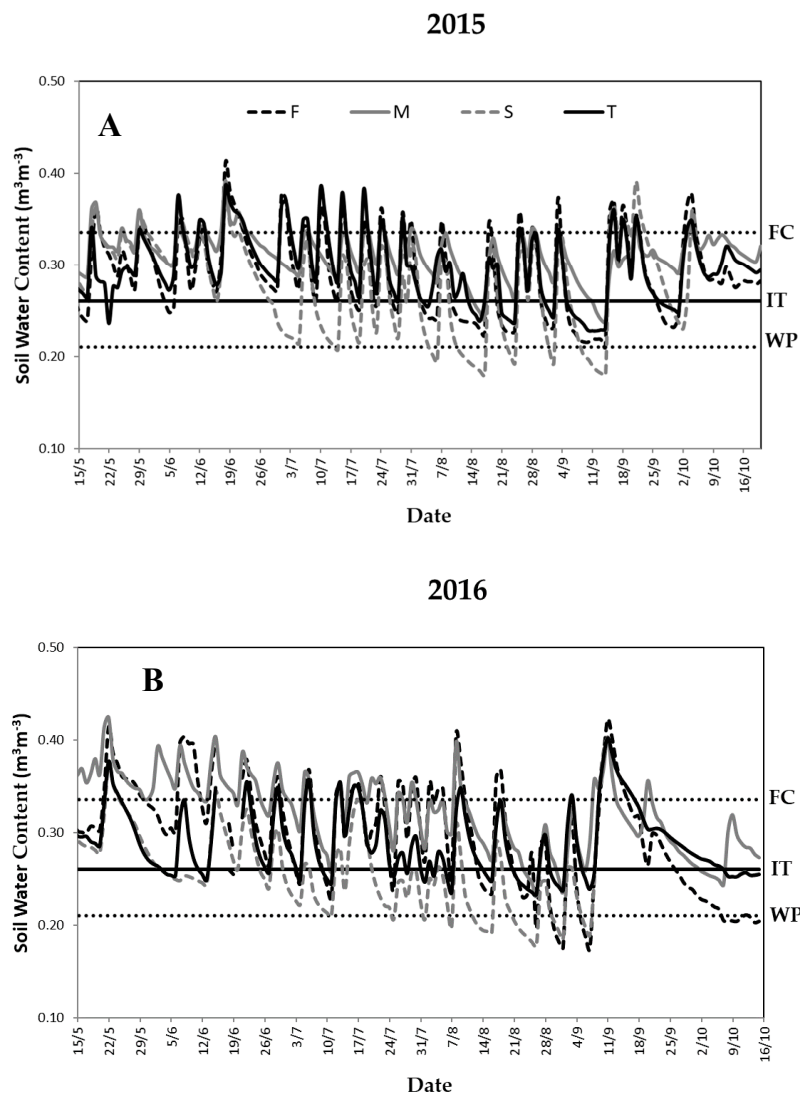 2015
A
F M S T
Soil Water Content (m³m⁻³)
0.50
0.40
0.30
0.20
0.10
FC
IT
WP
15/5 22/5 29/5 5/6 12/6 19/6 26/6 3/7 10/7 17/7 24/7 31/7 7/8 14/8 21/8 28/8 4/9 11/9 18/9 25/9 2/10 9/10 16/10
Date
2016
B
Soil Water Content (m³m⁻³)
0.50
0.40
0.30
0.20
0.10
FC
IT
WP
15/5 22/5 29/5 5/6 12/6 19/6 26/6 3/7 10/7 17/7 24/7 31/7 7/8 14/8 21/8 28/8 4/9 11/9 18/9 25/9 2/10 9/10 16/10
Date